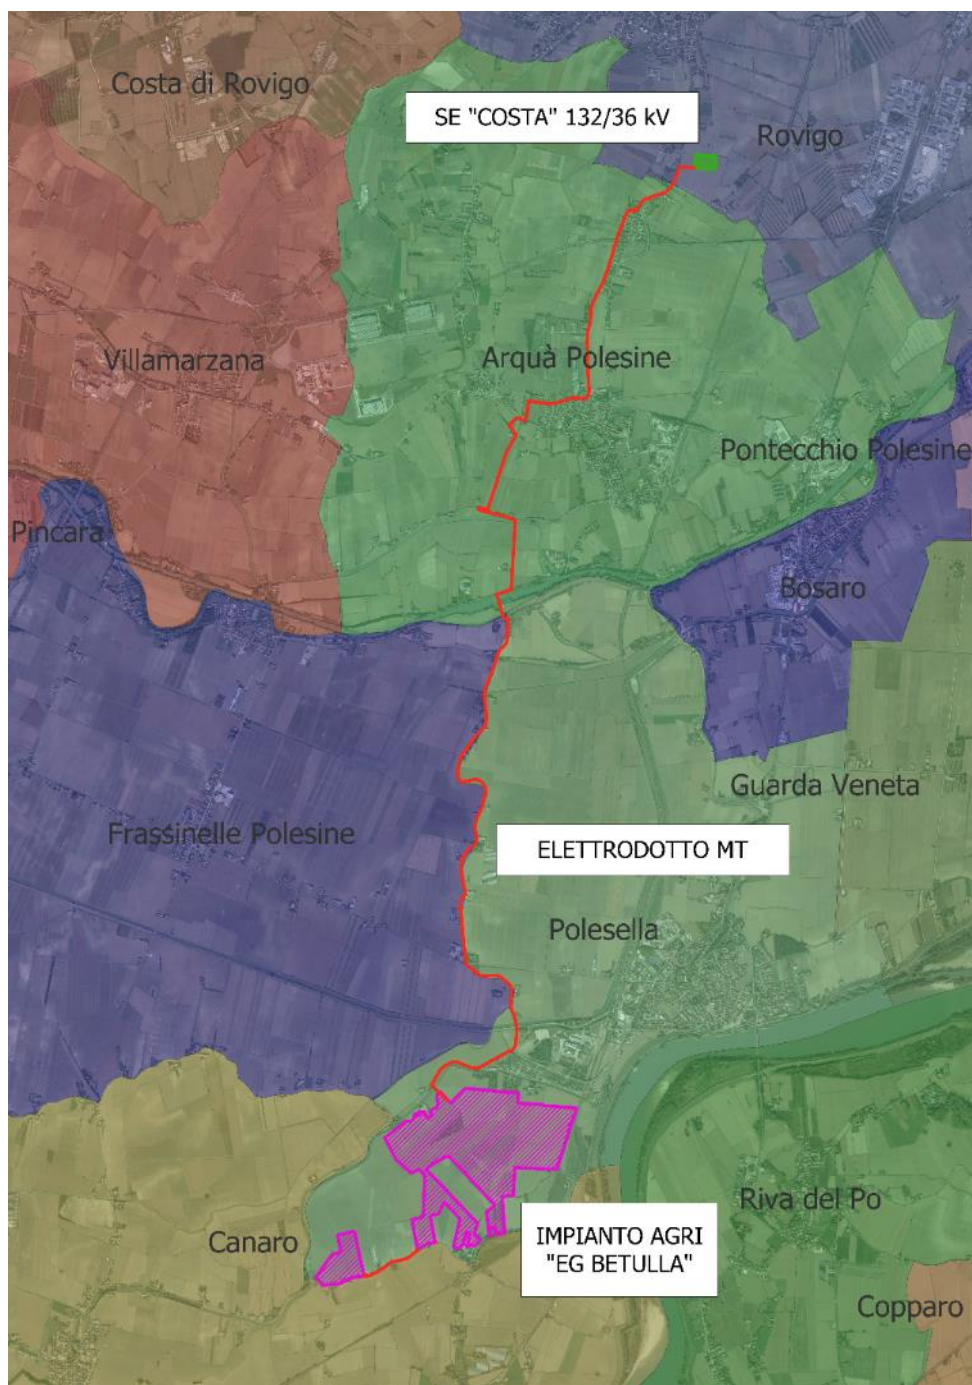 Costa di Rovigo
SE "COSTA" 132/36 kV
Rovigo
Villamarzana
Arquà Polesine
Pontecchio Polesine
Pincara
Bosaro
Guarda Veneta
Frassinelle Polesine
ELETTRODOTTO MT
Polesella
Riva del Po
Canaro
IMPIANTO AGRI
"EG BETULLA"
Copparo